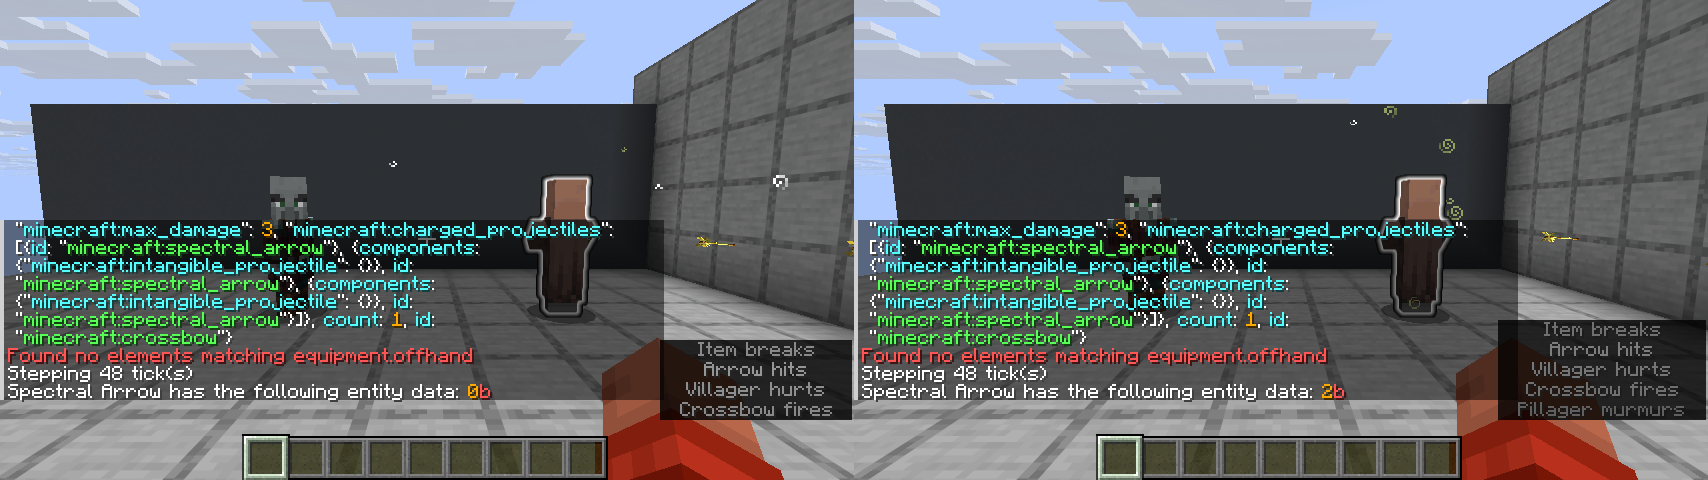 "minecraft:max_damage": 3, "minecraft:charged_projectiles":
[{id: "minecraft:spectral_arrow"}, {components:
{"minecraft:intangible_projectile": {}}, id:
"minecraft:spectral_arrow"}, {components:
{"minecraft:intangible_projectile": {}}, id:
"minecraft:spectral_arrow"}]}, count: 1, id:
"minecraft:crossbow"}
Found no elements matching equipment.offhand
Stepping 48 tick(s)
Spectral Arrow has the following entity data: 0b
Item breaks
Arrow hits
Villager hurts
Crossbow fires
"minecraft:max_damage": 3, "minecraft:charged_projectiles":
[{id: "minecraft:spectral_arrow"}, {components:
{"minecraft:intangible_projectile": {}}, id:
"minecraft:spectral_arrow"}, {components:
{"minecraft:intangible_projectile": {}}, id:
"minecraft:spectral_arrow"}]}, count: 1, id:
"minecraft:crossbow"}
Found no elements matching equipment.offhand
Stepping 48 tick(s)
Spectral Arrow has the following entity data: 2b
Item breaks
Arrow hits
Villager hurts
Crossbow fires
Pillager murmurs